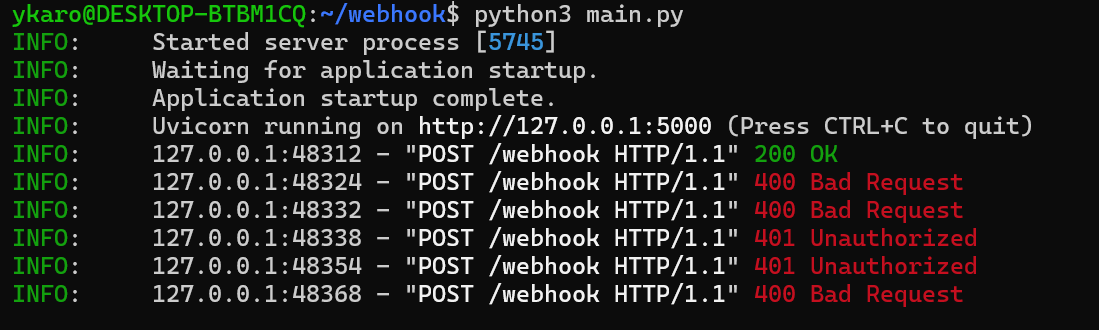 ykaro@DESKTOP-BTBM1CQ:~/webhook$ python3 main.py
INFO:     Started server process [5745]
INFO:     Waiting for application startup.
INFO:     Application startup complete.
INFO:     Uvicorn running on http://127.0.0.1:5000 (Press CTRL+C to quit)
INFO:     127.0.0.1:48312 - "POST /webhook HTTP/1.1" 200 OK
INFO:     127.0.0.1:48324 - "POST /webhook HTTP/1.1" 400 Bad Request
INFO:     127.0.0.1:48332 - "POST /webhook HTTP/1.1" 400 Bad Request
INFO:     127.0.0.1:48338 - "POST /webhook HTTP/1.1" 401 Unauthorized
INFO:     127.0.0.1:48354 - "POST /webhook HTTP/1.1" 401 Unauthorized
INFO:     127.0.0.1:48368 - "POST /webhook HTTP/1.1" 400 Bad Request